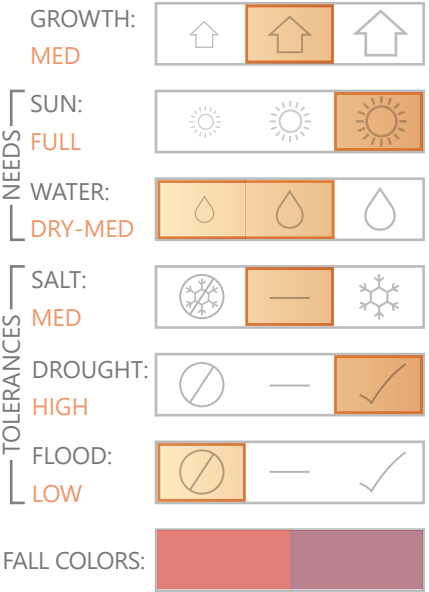 GROWTH:
MED
NEEDS
SUN:
FULL
WATER:
DRY-MED
TOLERANCES
SALT:
MED
DROUGHT:
HIGH
FLOOD:
LOW
FALL COLORS: